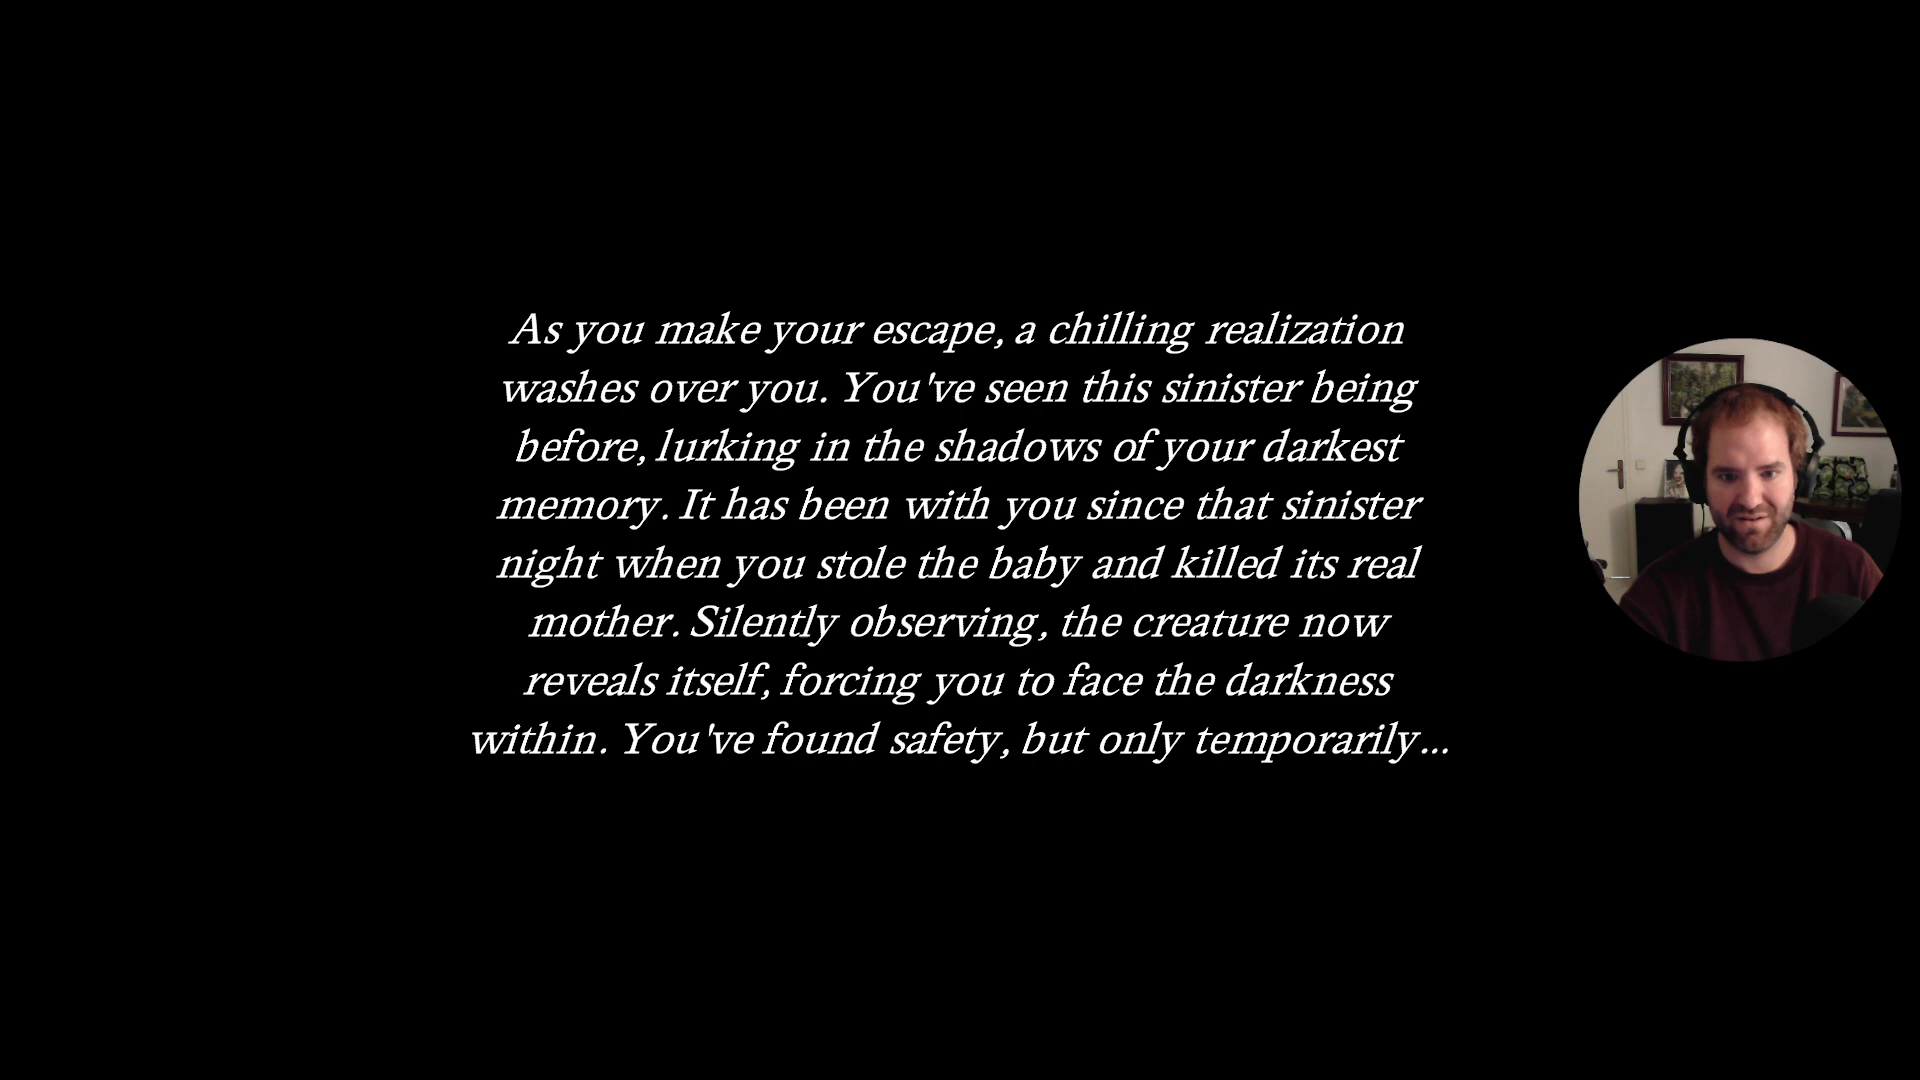 As you make your escape, a chilling realization
washes over you. You've seen this sinister being
before, lurking in the shadows of your darkest
memory. It has been with you since that sinister
night when you stole the baby and killed its real
mother. Silently observing, the creature now
reveals itself, forcing you to face the darkness
within. You've found safety, but only temporarily...